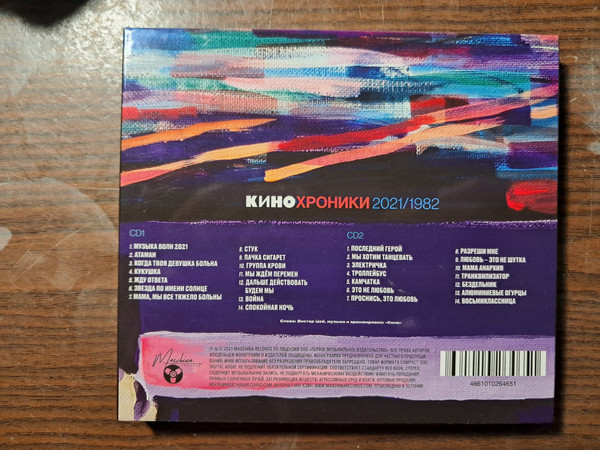 КИНОХРОНИКИ 2021/1982
CD1
1. МУЗЫКА ВОЛН 2021
2. АТАМАН
3. КОГДА ТВОЯ ДЕВУШКА БОЛЬНА
4. КУКУШКА
5. ЖДУ ОТВЕТА
6. ЗВЕЗДА ПО ИМЕНИ СОЛНЦЕ
7. МАМА, МЫ ВСЕ ТЯЖЕЛО БОЛЬНЫ
8. СТУК
9. ПАЧКА СИГАРЕТ
10. ГРУППА КРОВИ
11. МЫ ЖДЁМ ПЕРЕМЕН
12. ДАЛЬШЕ ДЕЙСТВОВАТЬ
БУДЕМ МЫ
13. ВОЙНА
14. СПОКОЙНАЯ НОЧЬ
CD2
1. ПОСЛЕДНИЙ ГЕРОЙ
2. МЫ ХОТИМ ТАНЦЕВАТЬ
3. ЭЛЕКТРИЧКА
4. ТРОЛЛЕЙБУС
5. КАМЧАТКА
6. ЭТО НЕ ЛЮБОВЬ
7. ПРОСНИСЬ, ЭТО ЛЮБОВЬ
8. РАЗРЕШИ МНЕ
9. ЛЮБОВЬ – ЭТО НЕ ШУТКА
10. МАМА АНАРХИЯ
11. ТРАНКВИЛИЗАТОР
12. БЕЗДЕЛЬНИК
13. АЛЮМИНИЕВЫЕ ОГУРЦЫ
14. ВОСЬМИКЛАССНИЦА
Слова: Виктор Цой, музыка и аранжировки: «Кино»
4661010264651